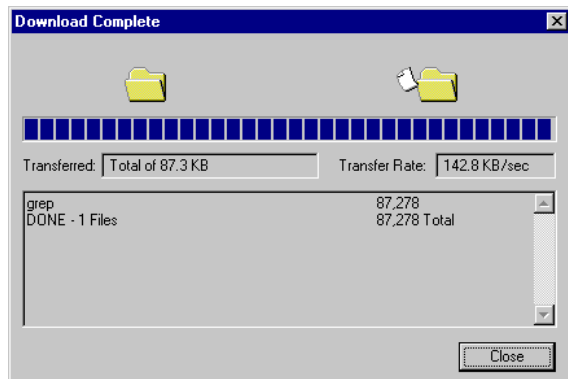 Download Complete
Transferred: Total of 87.3 KB Transfer Rate: 142.8 KB/sec
grep 87,278
DONE - 1 Files 87,278 Total
Close